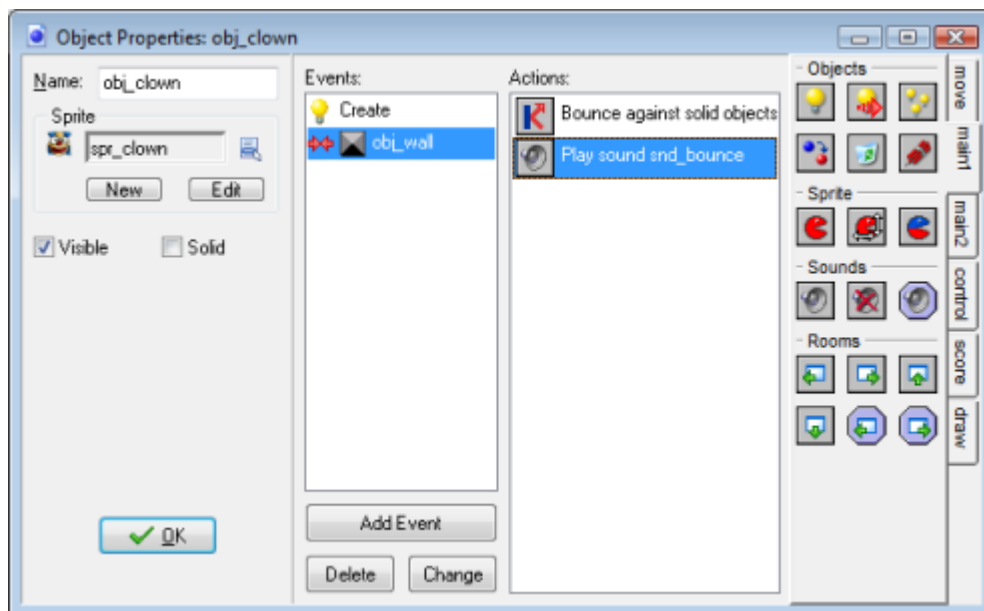 Object Properties: obj_clown
Name: obj_clown
Sprite
spr_clown
New Edit
Visible Solid
OK
Events:
Create
obj_wall
Add Event
Delete Change
Actions:
Bounce against solid objects
Play sound snd_bounce
Objects
Sprite
Sounds
Rooms
move
main1
main2
control
score
draw